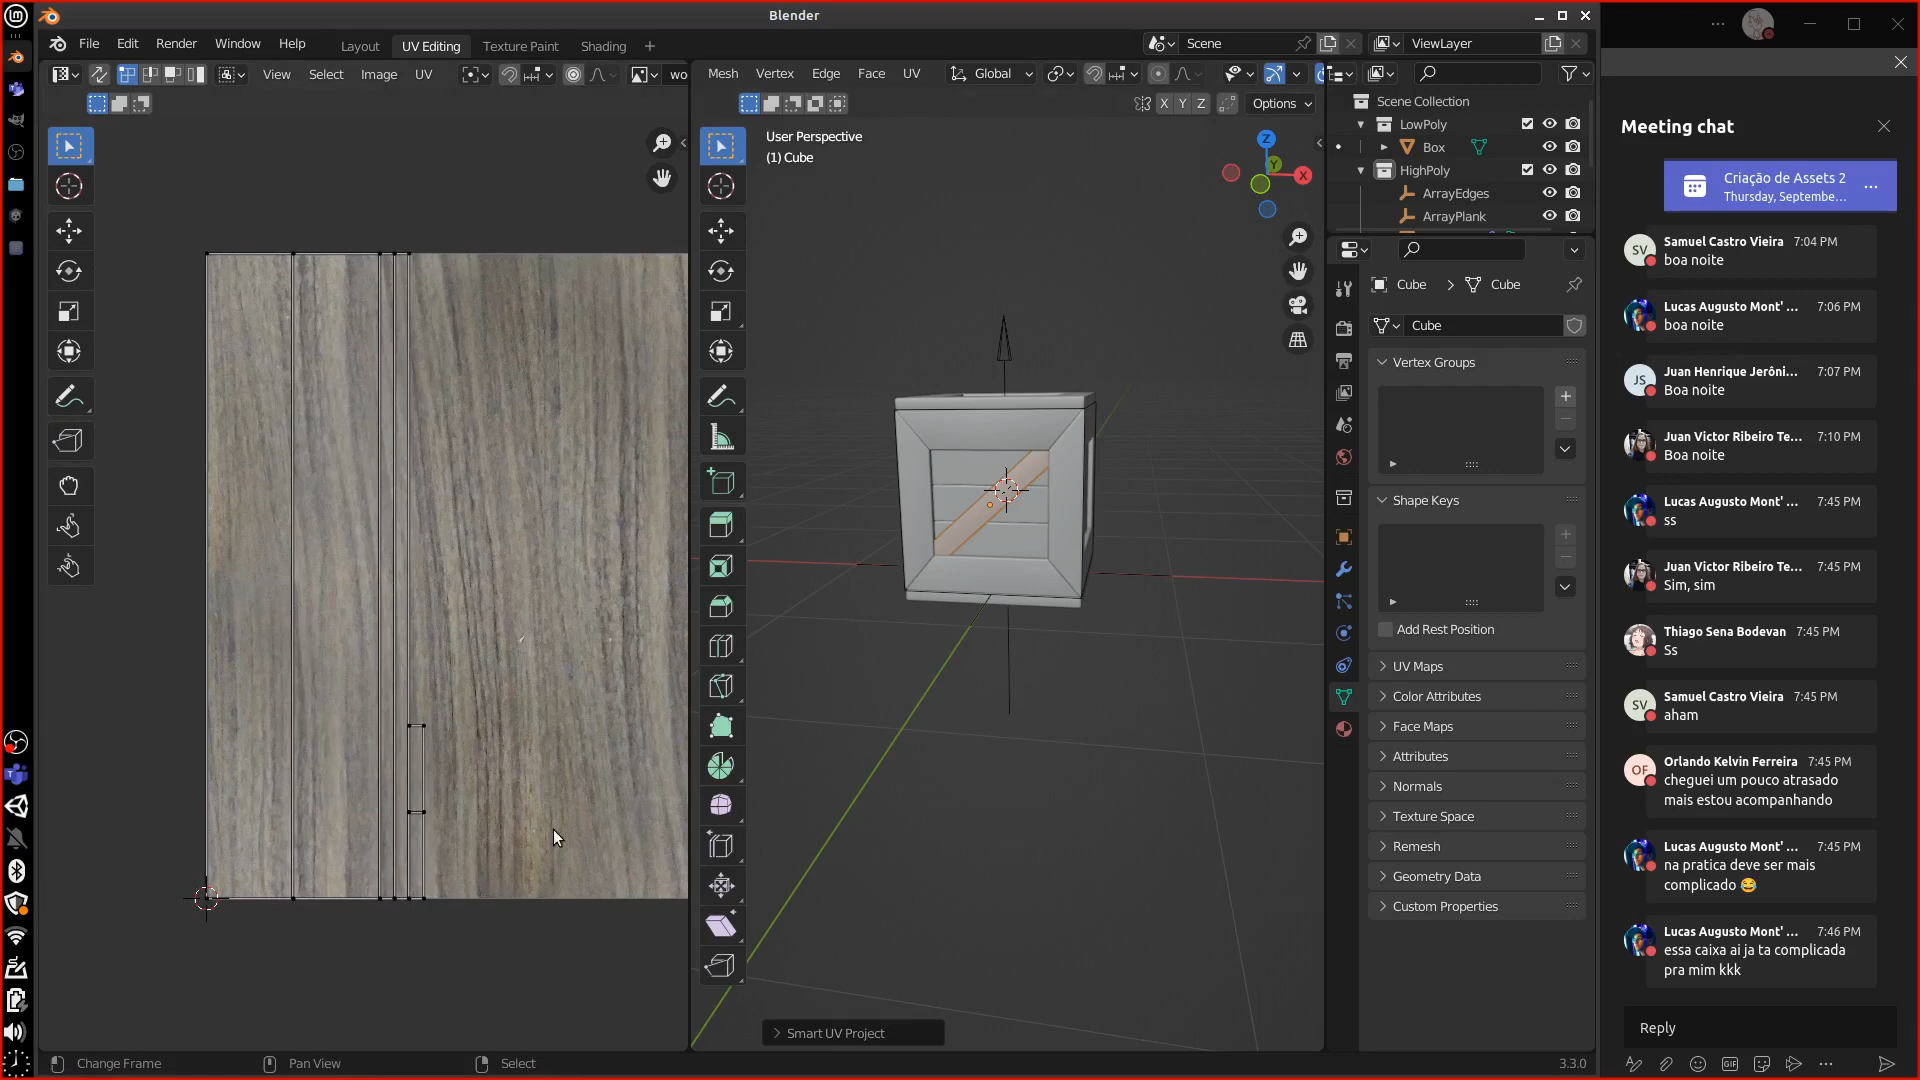 Blender
File Edit Render Window Help
Layout UV Editing Texture Paint Shading +
Scene
ViewLayer
View Select Image UV
wo
Mesh Vertex Edge Face UV
Global
X Y Z
Options
User Perspective
(1) Cube
Z
Y
X
Scene Collection
LowPoly
Box
HighPoly
ArrayEdges
ArrayPlank
Cube > Cube
Cube
Vertex Groups
Shape Keys
Add Rest Position
UV Maps
Color Attributes
Face Maps
Attributes
Normals
Texture Space
Remesh
Geometry Data
Custom Properties
Smart UV Project
Change Frame
Pan View
Select
3.3.0
Meeting chat
Criação de Assets 2
Thursday, Septembe...
SV
Samuel Castro Vieira 7:04 PM
boa noite
Lucas Augusto Mont' ... 7:06 PM
boa noite
JS
Juan Henrique Jerôni... 7:07 PM
Boa noite
Juan Victor Ribeiro Te... 7:10 PM
Boa noite
Lucas Augusto Mont' ... 7:45 PM
ss
Juan Victor Ribeiro Te... 7:45 PM
Sim, sim
Thiago Sena Bodevan 7:45 PM
Ss
SV
Samuel Castro Vieira 7:45 PM
aham
OF
Orlando Kelvin Ferreira 7:45 PM
cheguei um pouco atrasado
mais estou acompanhando
Lucas Augusto Mont' ... 7:45 PM
na pratica deve ser mais
complicado 😂
Lucas Augusto Mont' ... 7:46 PM
essa caixa ai ja ta complicada
pra mim kkk
Reply
GIF